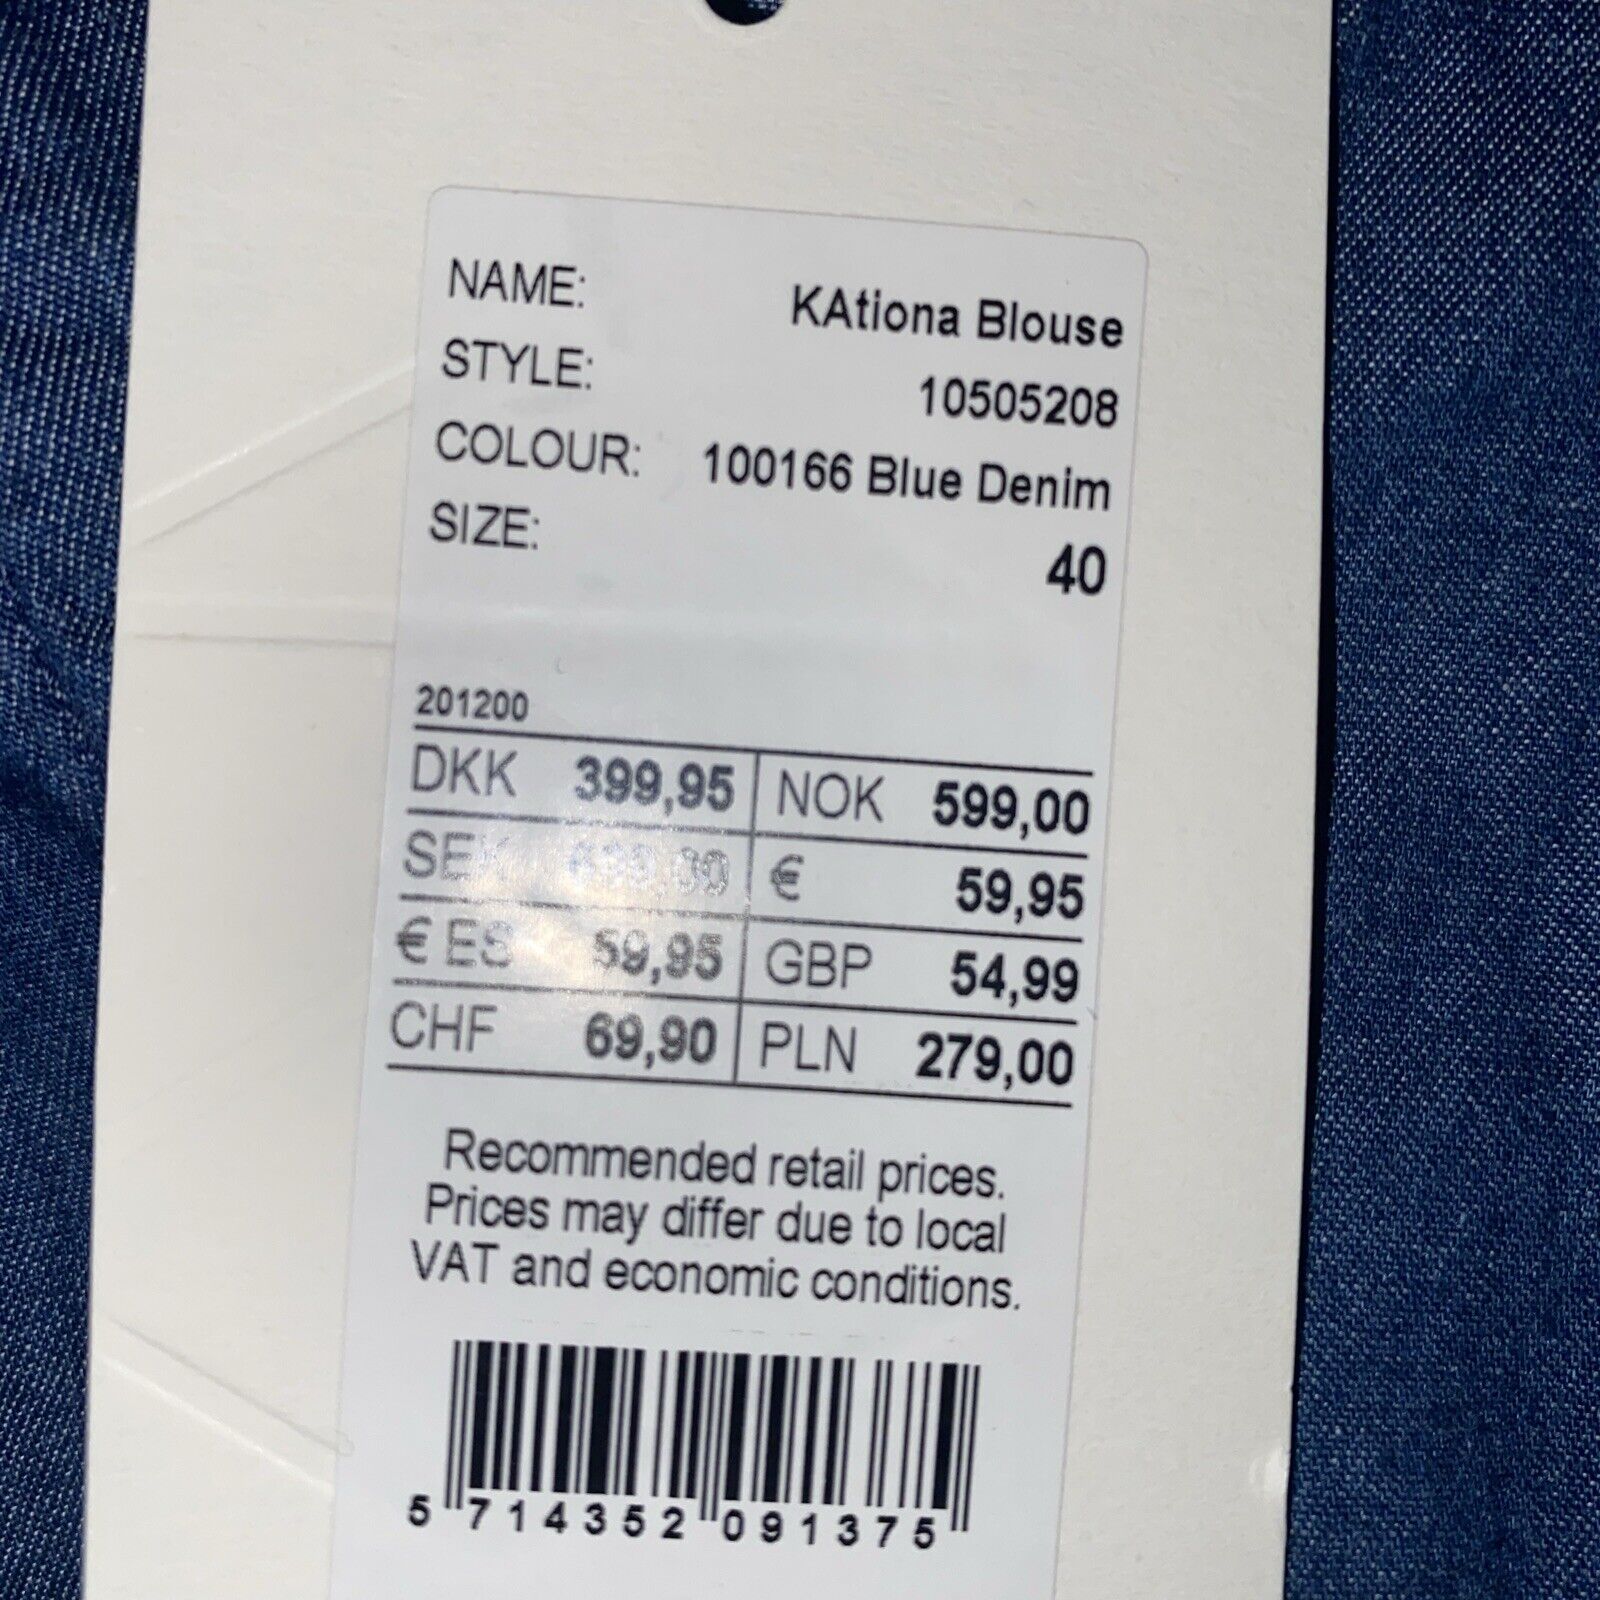 NAME: KAtiona Blouse
STYLE: 10505208
COLOUR: 100166 Blue Denim
SIZE: 40
201200
DKK 399,95 NOK 599,00
SEK € 59,95
€ ES 59,95 GBP 54,99
CHF 69,90 PLN 279,00
Recommended retail prices.
Prices may differ due to local
VAT and economic conditions.
5 714352 091375